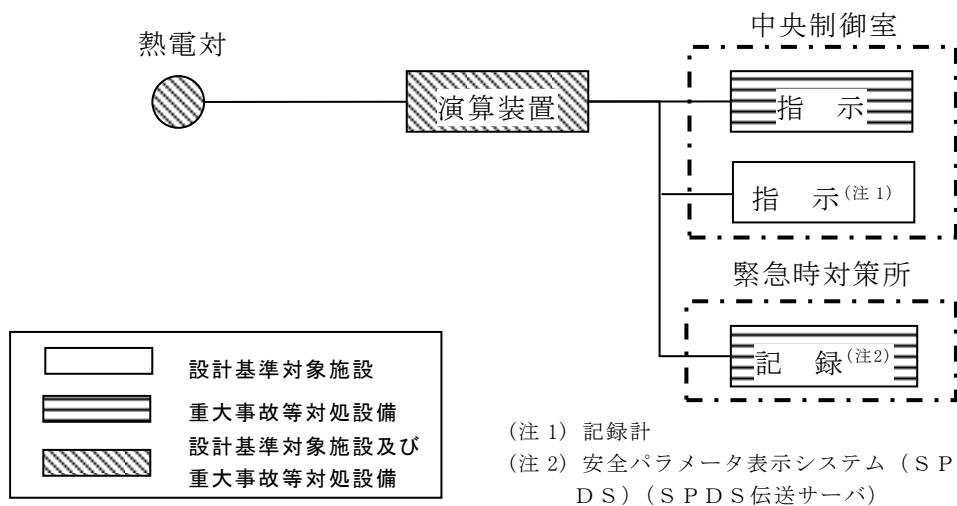 中央制御室
熱電対
演算装置
指　示
指　示(注 1)
緊急時対策所
記　録(注2)
設計基準対象施設
重大事故等対処設備
設計基準対象施設及び
重大事故等対処設備
(注 1) 記録計
(注 2) 安全パラメータ表示システム（ＳＰ
ＤＳ）(ＳＰＤＳ伝送サーバ)